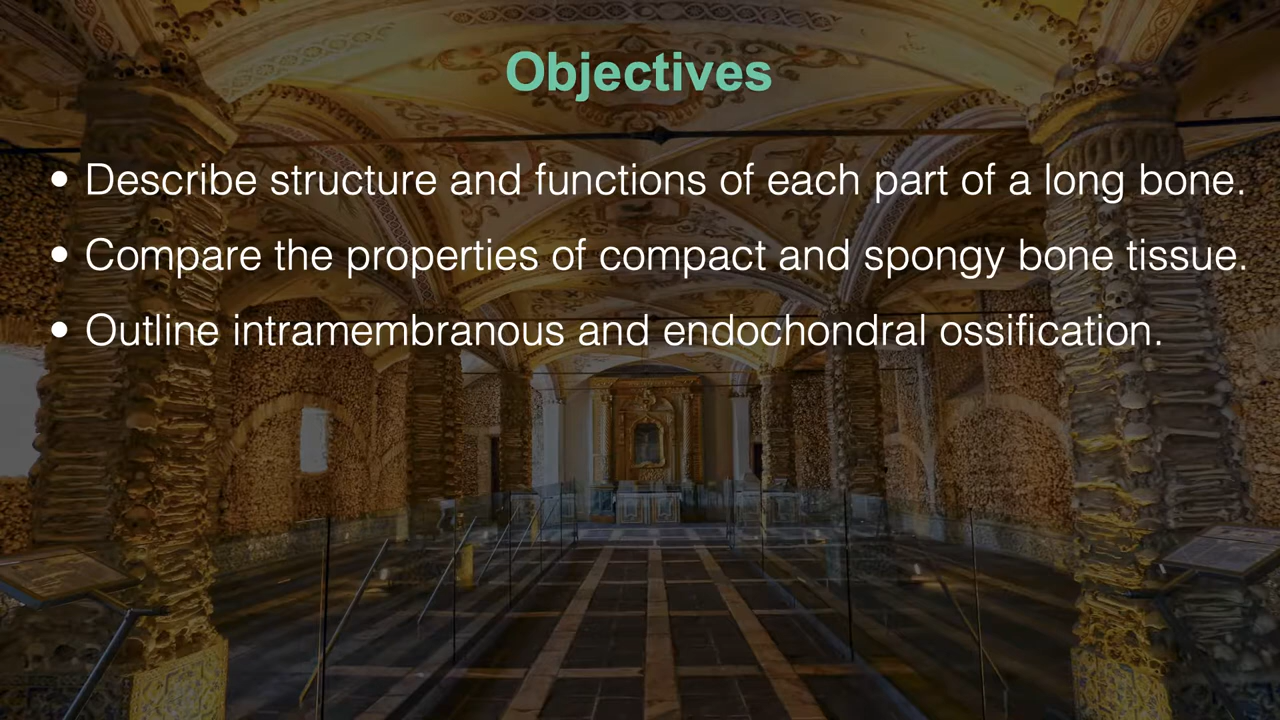 Objectives
• Describe structure and functions of each part of a long bone.
• Compare the properties of compact and spongy bone tissue.
• Outline intramembranous and endochondral ossification.